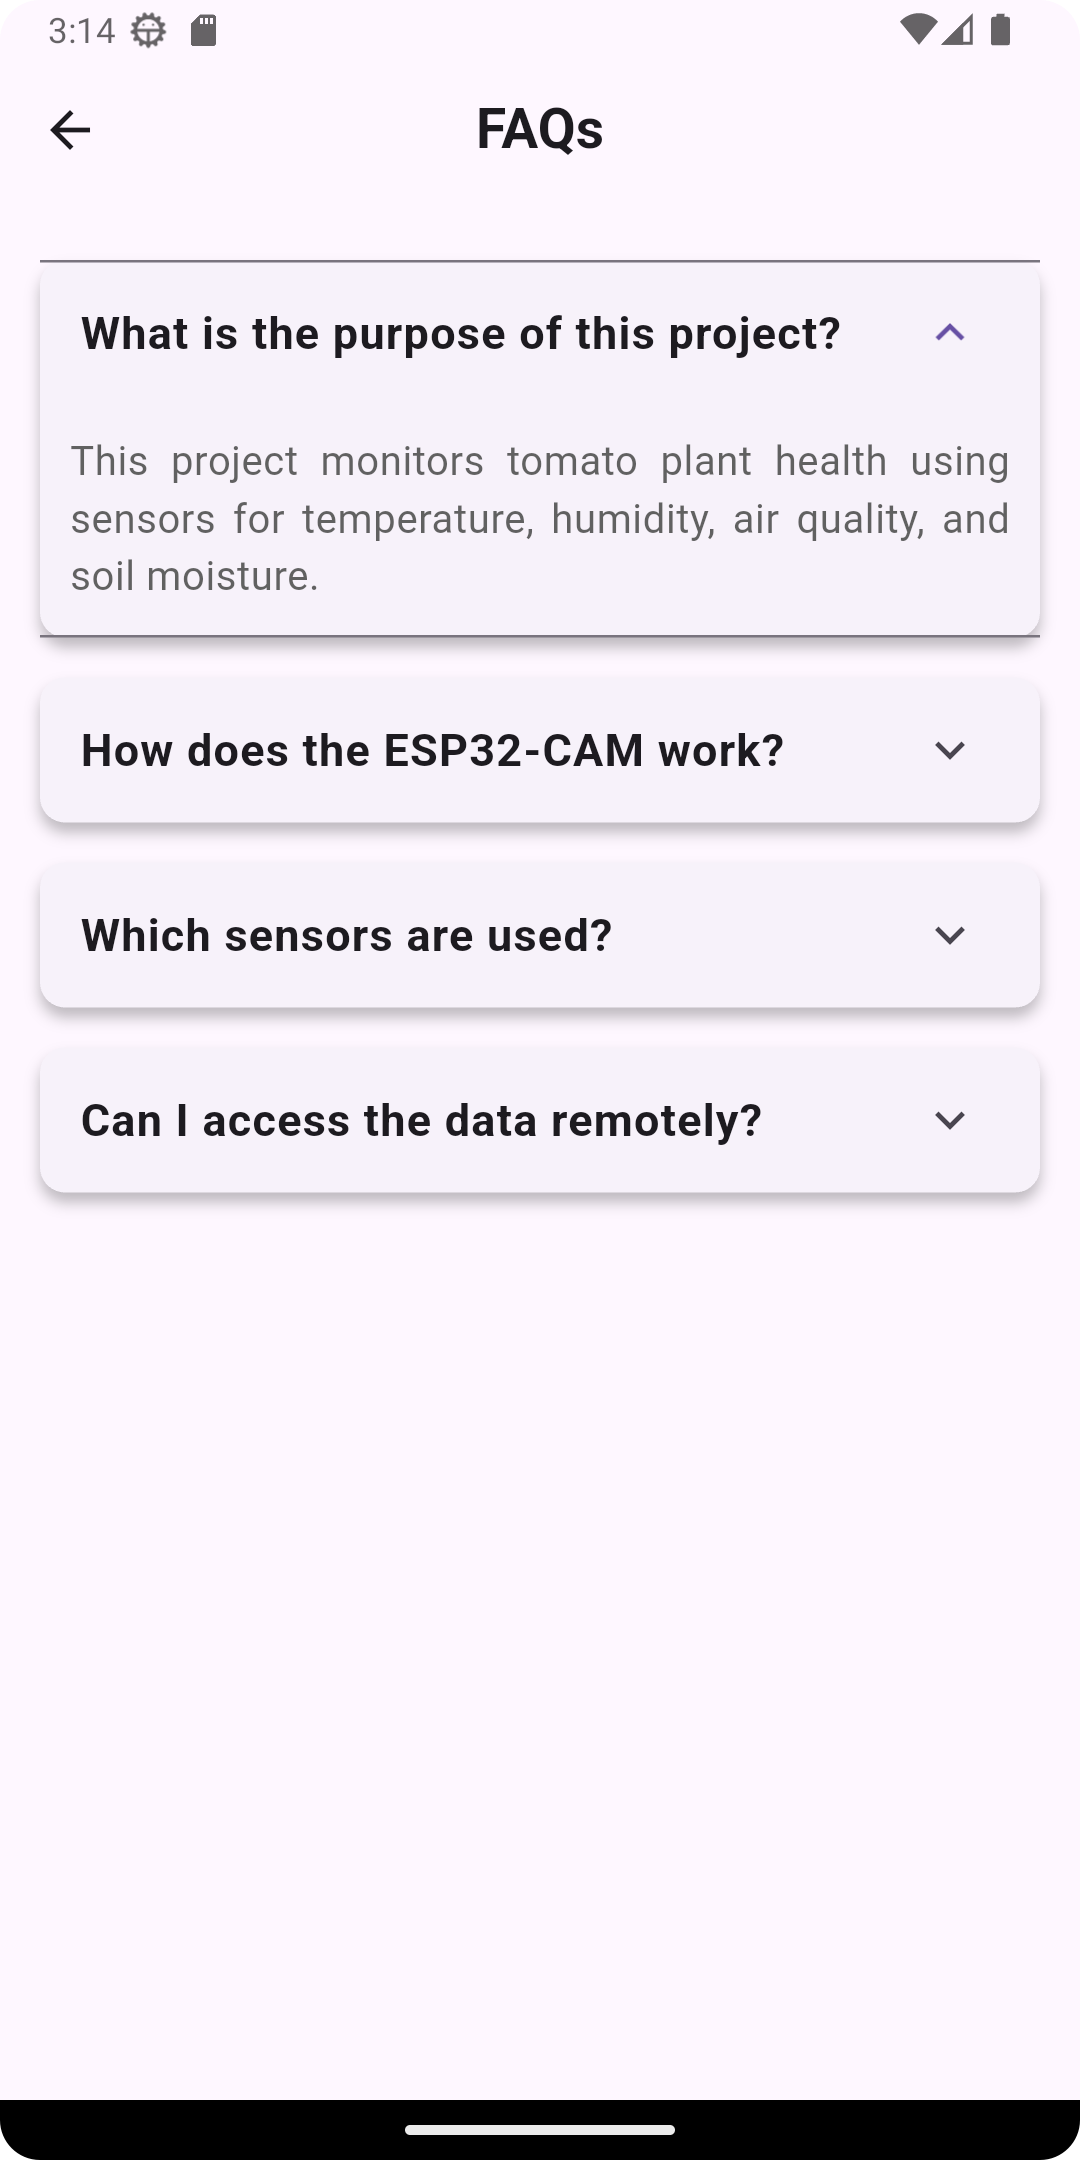 3:14
FAQs
What is the purpose of this project?
This project monitors tomato plant health using
sensors for temperature, humidity, air quality, and
soil moisture.
How does the ESP32-CAM work?
Which sensors are used?
Can I access the data remotely?